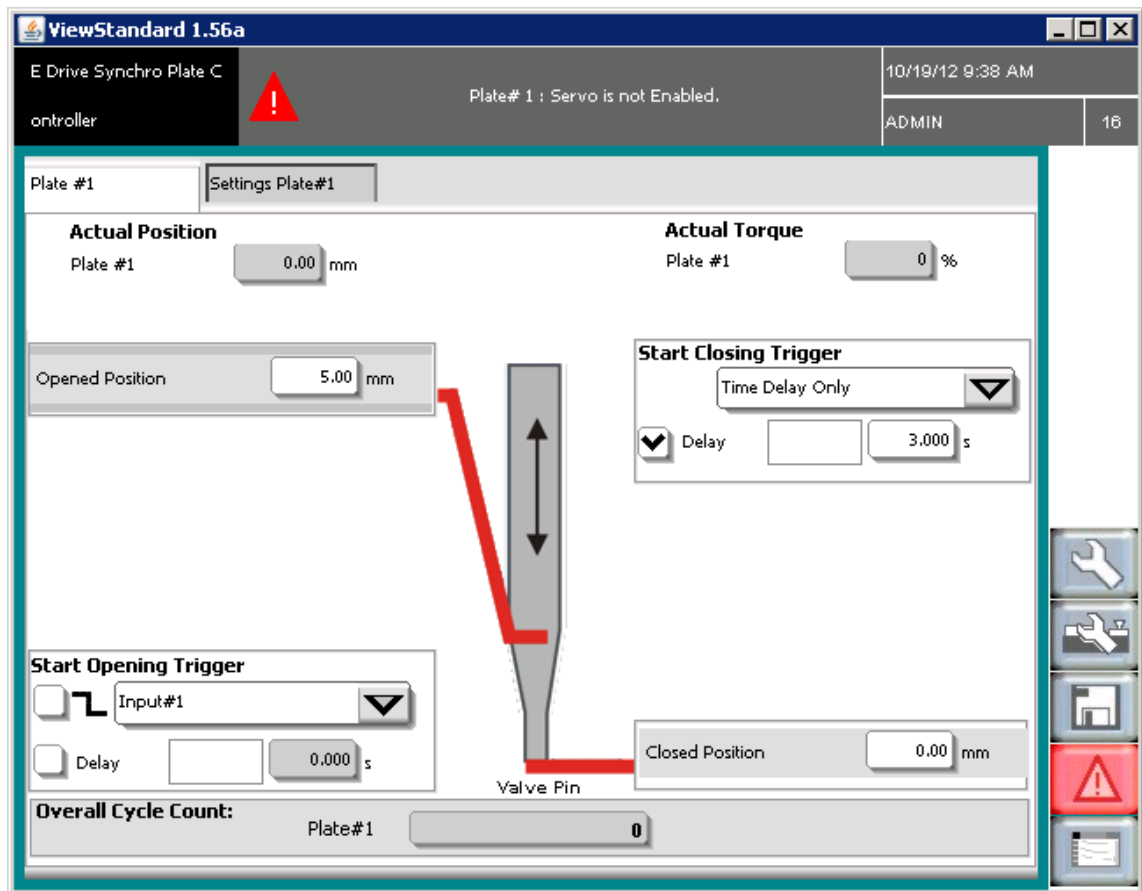 ViewStandard 1.56a
E Drive Synchro Plate C
ontroller
Plate# 1 : Servo is not Enabled.
10/19/12 9:38 AM
ADMIN
16
Plate #1
Settings Plate#1
Actual Position
Plate #1
0.00 mm
Actual Torque
Plate #1
0 %
Opened Position
5.00 mm
Start Closing Trigger
Time Delay Only
Delay
3.000 s
Start Opening Trigger
Input#1
Delay
0.000 s
Closed Position
0.00 mm
Valve Pin
Overall Cycle Count:
Plate#1
0